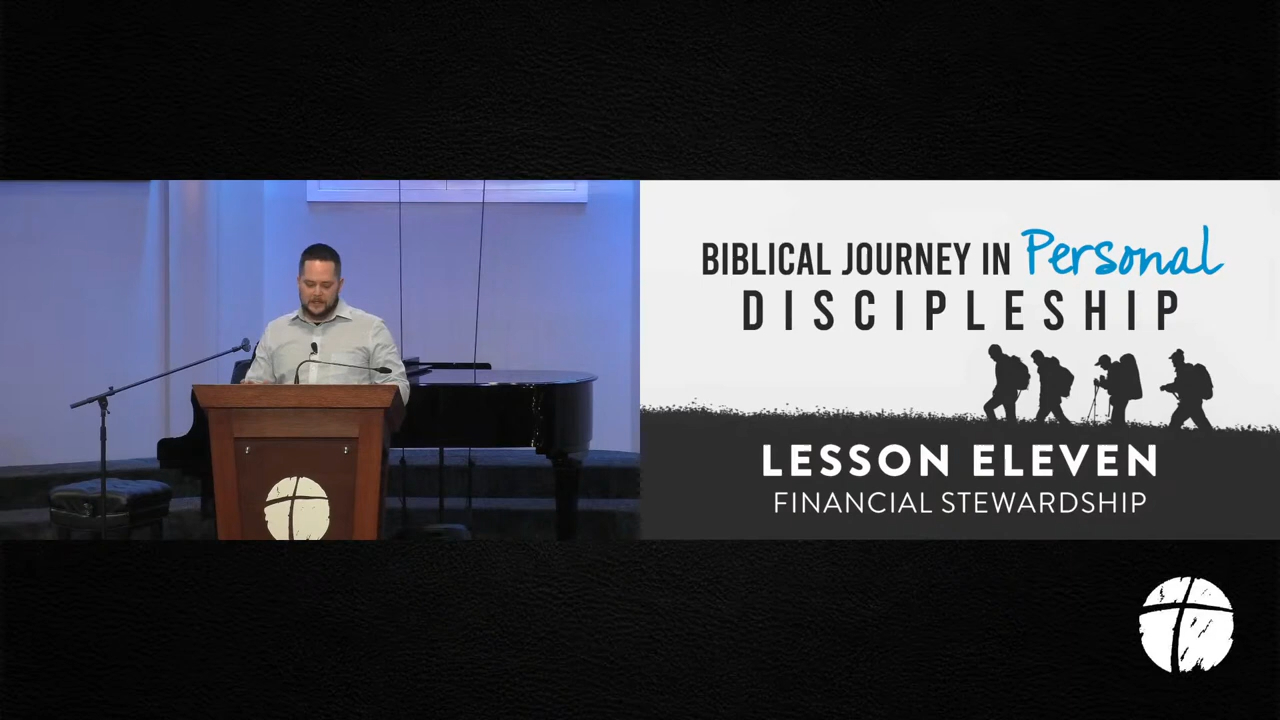 BIBLICAL JOURNEY IN Personal
DISCIPLESHIP
LESSON ELEVEN
FINANCIAL STEWARDSHIP